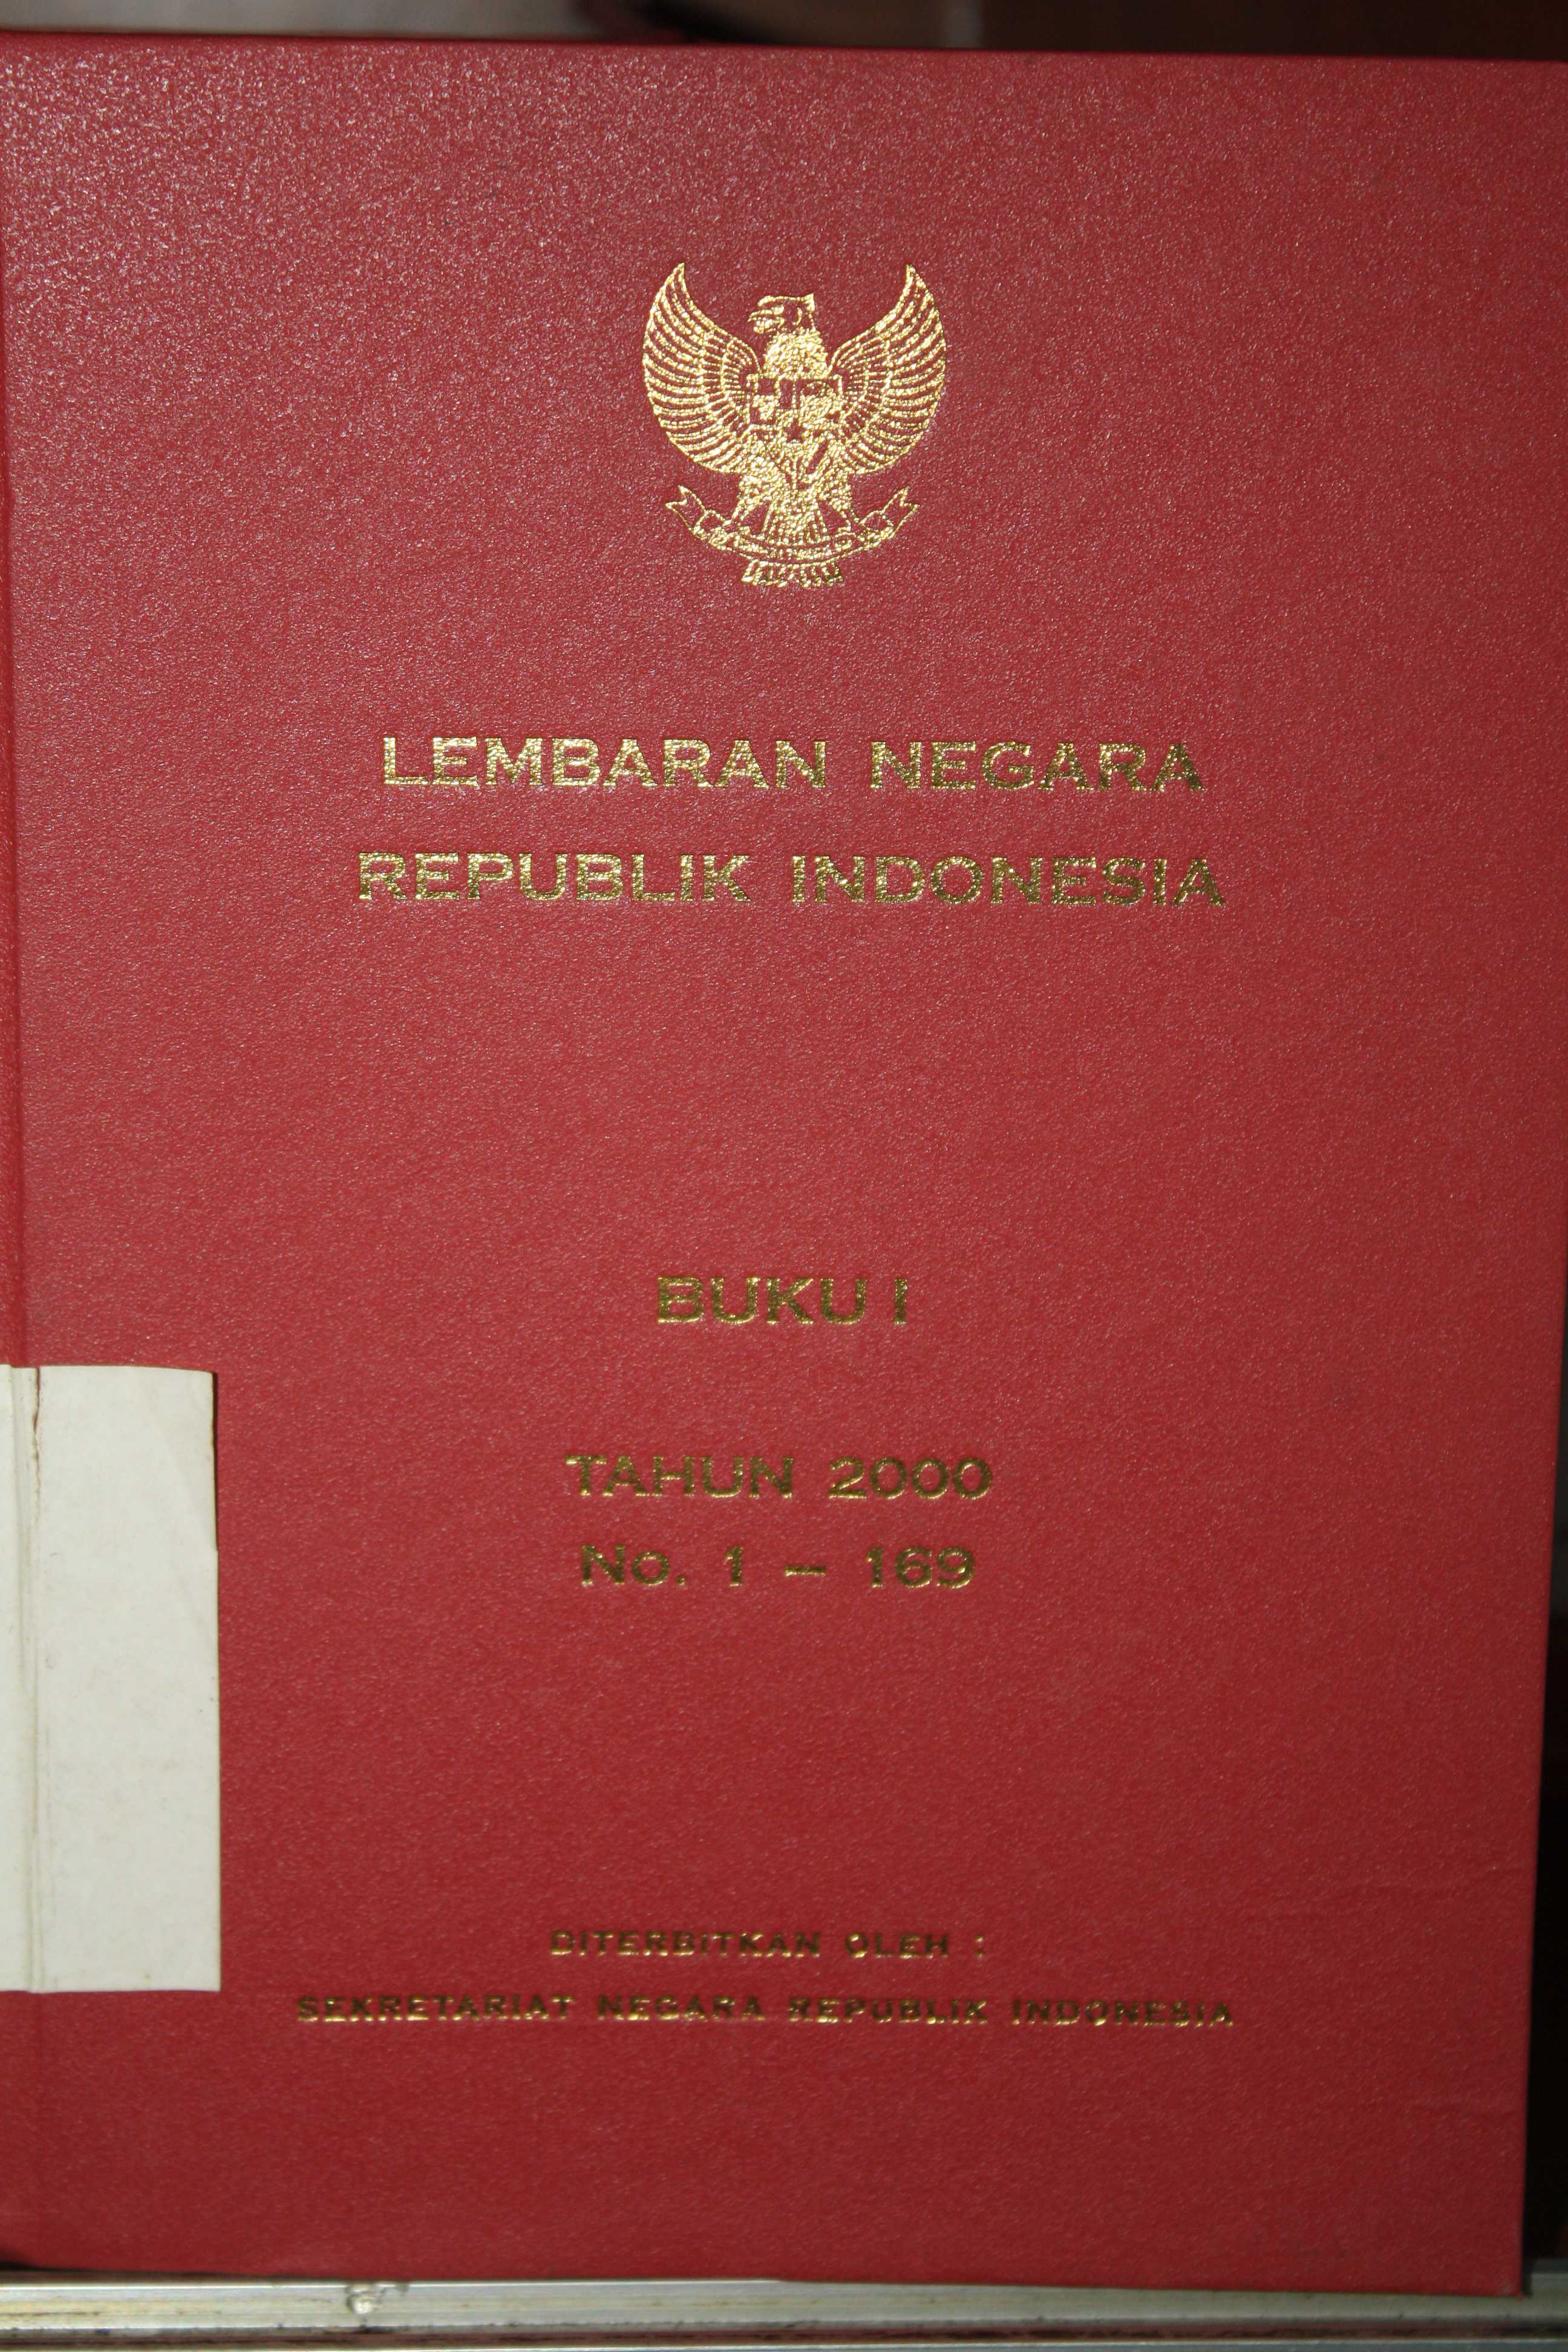 LEMBARAN NEGARA
REPUBLIK INDONESIA
BUKU I
TAHUN 2000
No. 1 – 169
DITERBITKAN OLEH :
SEKRETARIAT NEGARA REPUBLIK INDONESIA